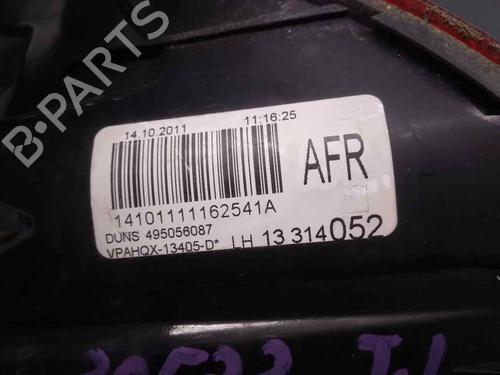 B-PARTS
14.10.2011 11:16:25
AFR
14101111162541A
DUNS 495056087
VPAHQX-13405-D* LH 13 314052